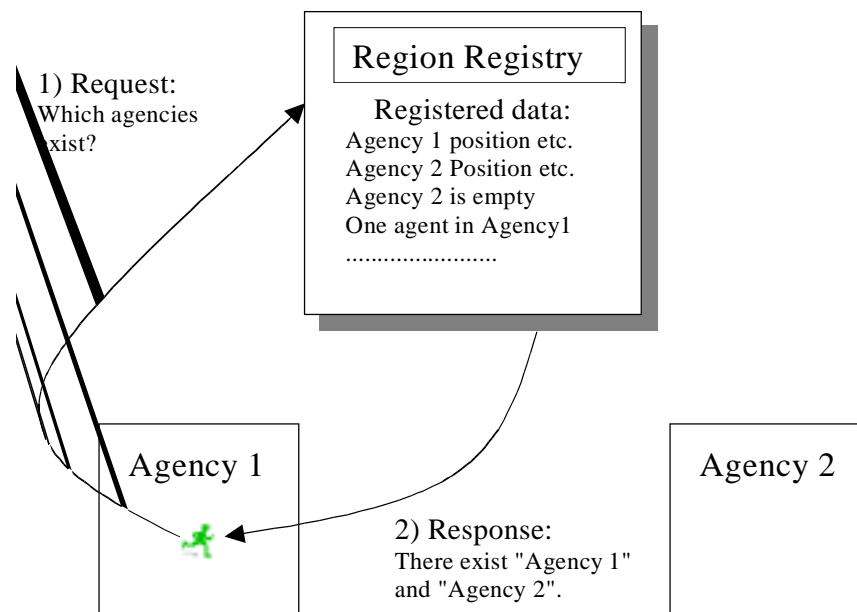 Region Registry
1) Request:
Which agencies
exist?
Registered data:
Agency 1 position etc.
Agency 2 Position etc.
Agency 2 is empty
One agent in Agency1
........................
Agency 1
Agency 2
2) Response:
There exist "Agency 1"
and "Agency 2".